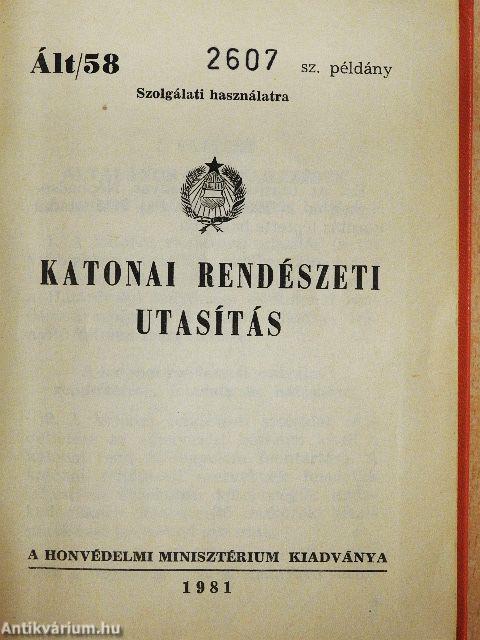 Ált/58 2607 sz. példány
Szolgálati használatra
KATONAI RENDÉSZETI
UTASÍTÁS
A HONVÉDELMI MINISZTÉRIUM KIADVÁNYA
1981
Antikvárium.hu